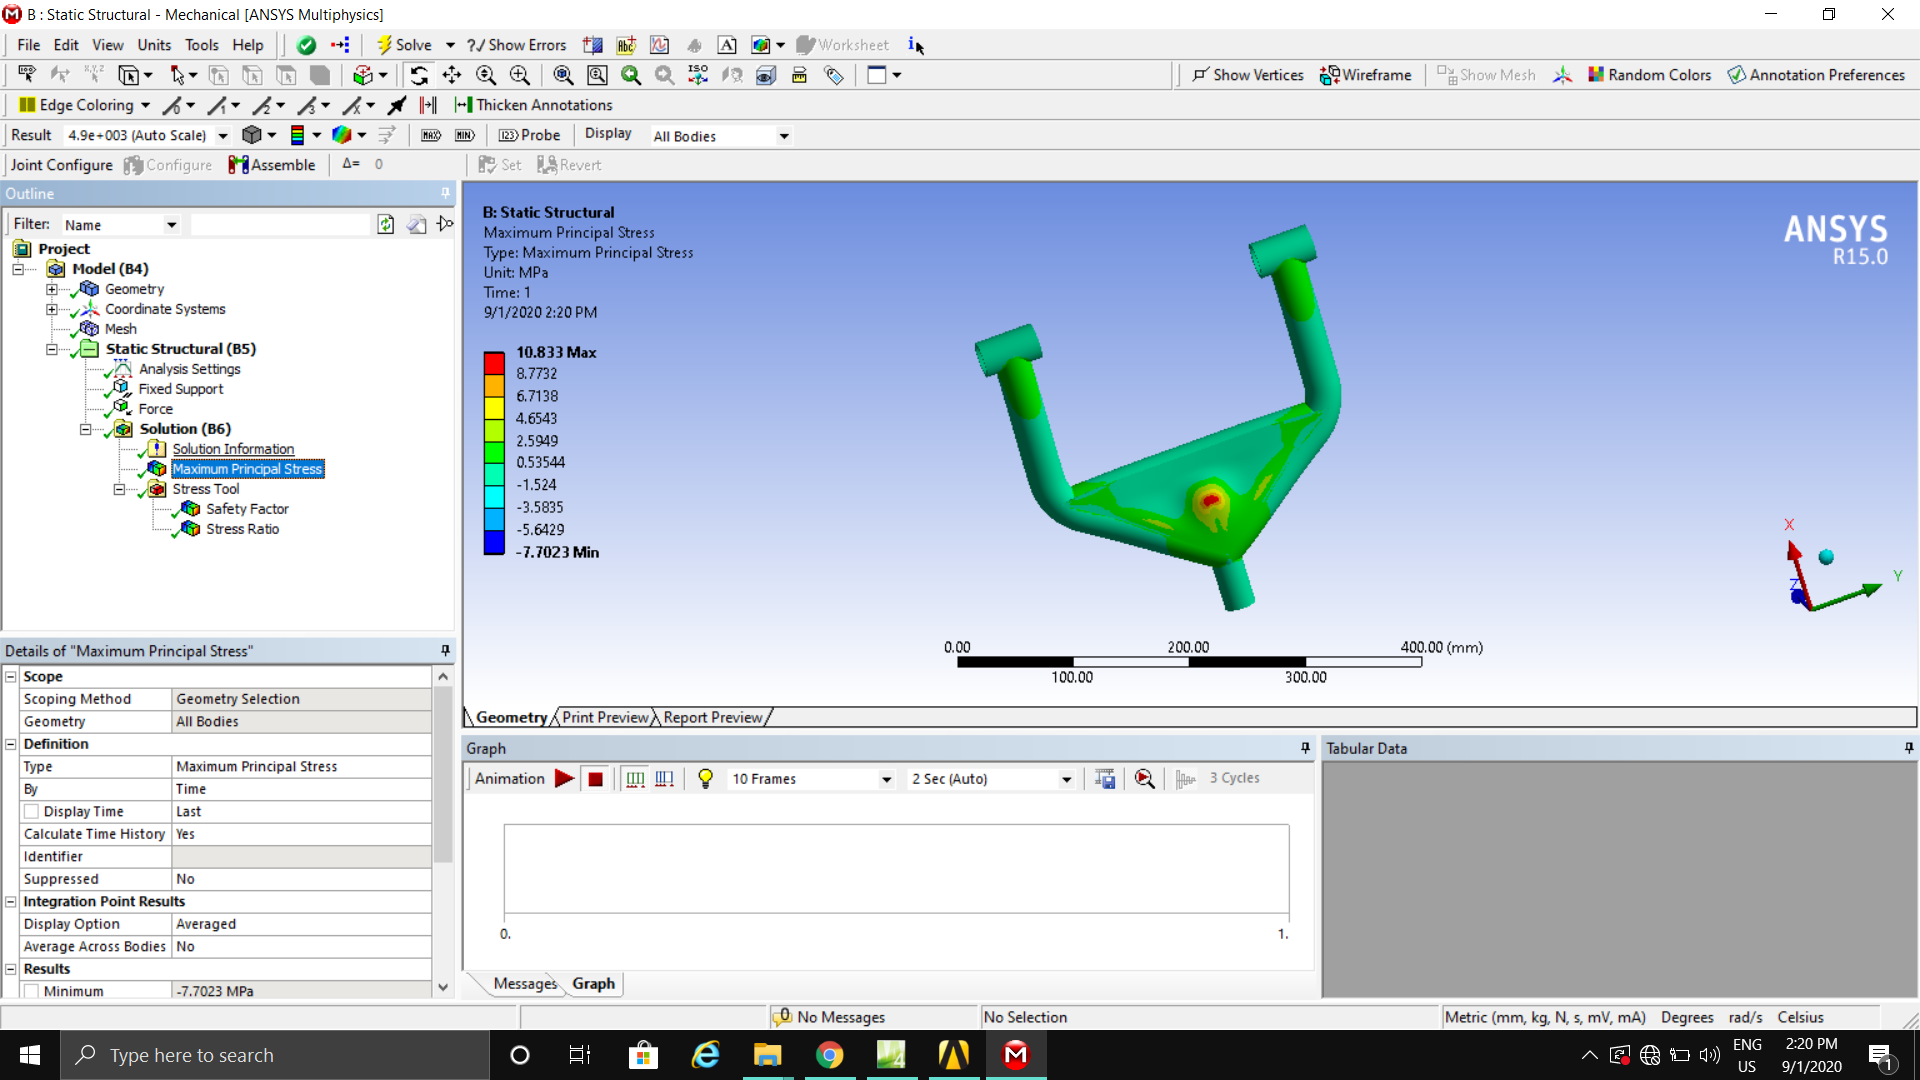 B : Static Structural - Mechanical [ANSYS Multiphysics]
File Edit View Units Tools Help Solve ?/ Show Errors Worksheet
Show Vertices Wireframe Show Mesh Random Colors Annotation Preferences
Edge Coloring Thicken Annotations
Result 4.9e+003 (Auto Scale) MAX MIN Probe Display All Bodies
Joint Configure Configure Assemble Δ= 0 Set Revert
Outline
Filter: Name
Project
Model (B4)
Geometry
Coordinate Systems
Mesh
Static Structural (B5)
Analysis Settings
Fixed Support
Force
Solution (B6)
Solution Information
Maximum Principal Stress
Stress Tool
Safety Factor
Stress Ratio
B: Static Structural
Maximum Principal Stress
Type: Maximum Principal Stress
Unit: MPa
Time: 1
9/1/2020 2:20 PM
10.833 Max
8.7732
6.7138
4.6543
2.5949
0.53544
-1.524
-3.5835
-5.6429
-7.7023 Min
ANSYS
R15.0
X
Y
Z
0.00 200.00 400.00 (mm)
100.00 300.00
Geometry Print Preview Report Preview
Details of "Maximum Principal Stress"
Scope
Scoping Method Geometry Selection
Geometry All Bodies
Definition
Type Maximum Principal Stress
By Time
Display Time Last
Calculate Time History Yes
Identifier
Suppressed No
Integration Point Results
Display Option Averaged
Average Across Bodies No
Results
Minimum -7.7023 MPa
Graph
Animation 10 Frames 2 Sec (Auto) 3 Cycles
0. 1.
Messages Graph
Tabular Data
0 No Messages No Selection Metric (mm, kg, N, s, mV, mA) Degrees rad/s Celsius
Type here to search
ENG
US
2:20 PM
9/1/2020
1